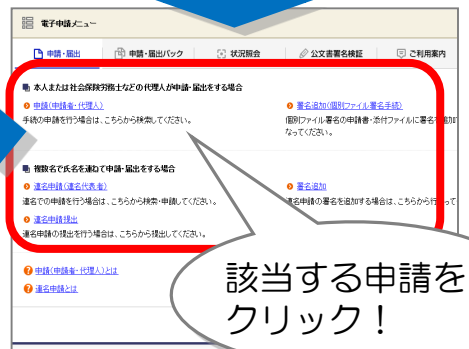 電子申請メニュー
申請・届出
申請・届出パック
状況照会
公文書署名検証
ご利用案内
本人または社会保険労務士などの代理人が申請・届出をする場合
申請(申請者・代理人)
手続の申請を行う場合は、こちらから検索してください。
署名追加(個別ファイル署名手続)
個別ファイル署名の申請書・添付ファイルに署名を追加
なってください。
複数名で氏名を連ねて申請・届出をする場合
連名申請(連名代表者)
連名での申請を行う場合は、こちらから検索・申請してください。
署名追加
連名申請の署名を追加する場合は、こちらから行って
連名申請提出
連名申請の提出を行う場合は、こちらから提出してください。
申請(申請者・代理人)とは
連名申請とは
該当する申請を
クリック!